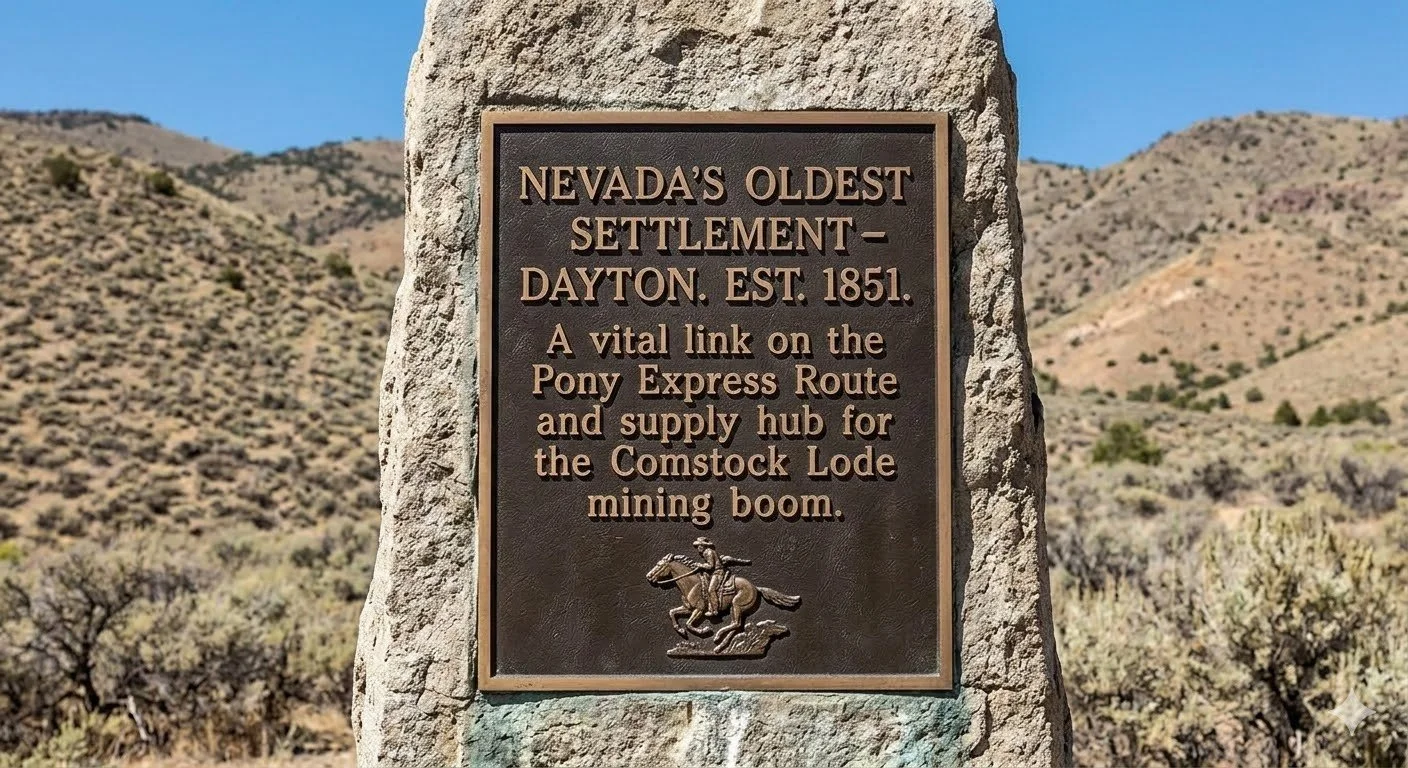 NEVADA'S OLDEST
SETTLEMENT –
DAYTON. EST. 1851.
A vital link on the
Pony Express Route
and supply hub for
the Comstock Lode
mining boom.